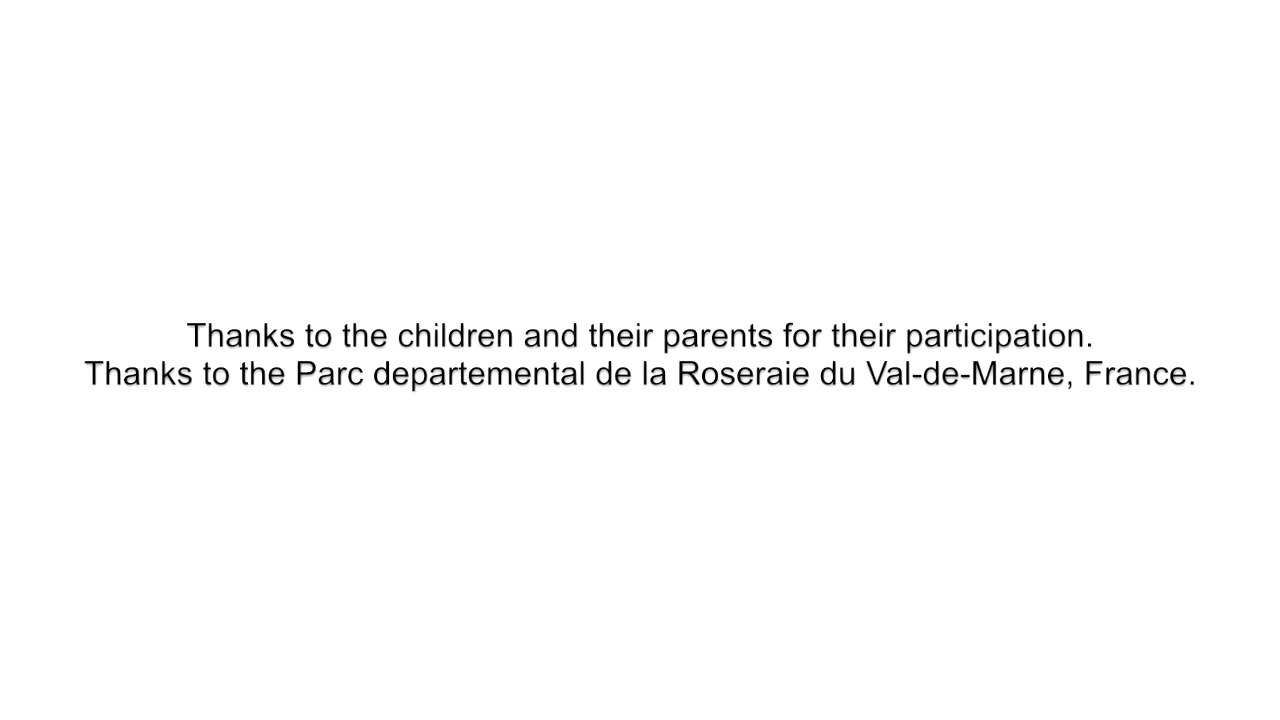 Thanks to the children and their parents for their participation.
Thanks to the Parc departemental de la Roseraie du Val-de-Marne, France.